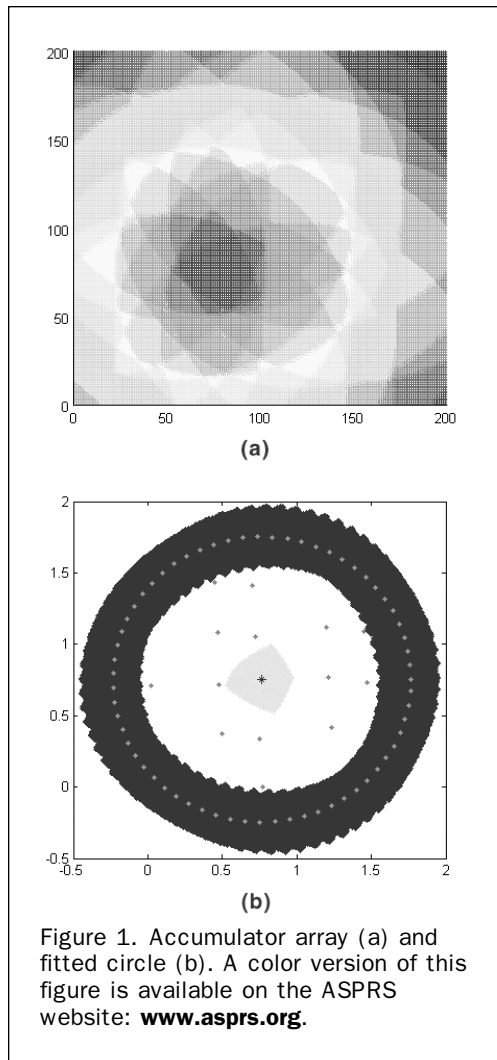 200
150
100
50
0
0 50 100 150 200
(a)
2
1.5
1
0.5
0
-0.5
-0.5 0 0.5 1 1.5 2
(b)
Figure 1. Accumulator array (a) and
fitted circle (b). A color version of this
figure is available on the ASPRS
website: www.asprs.org.